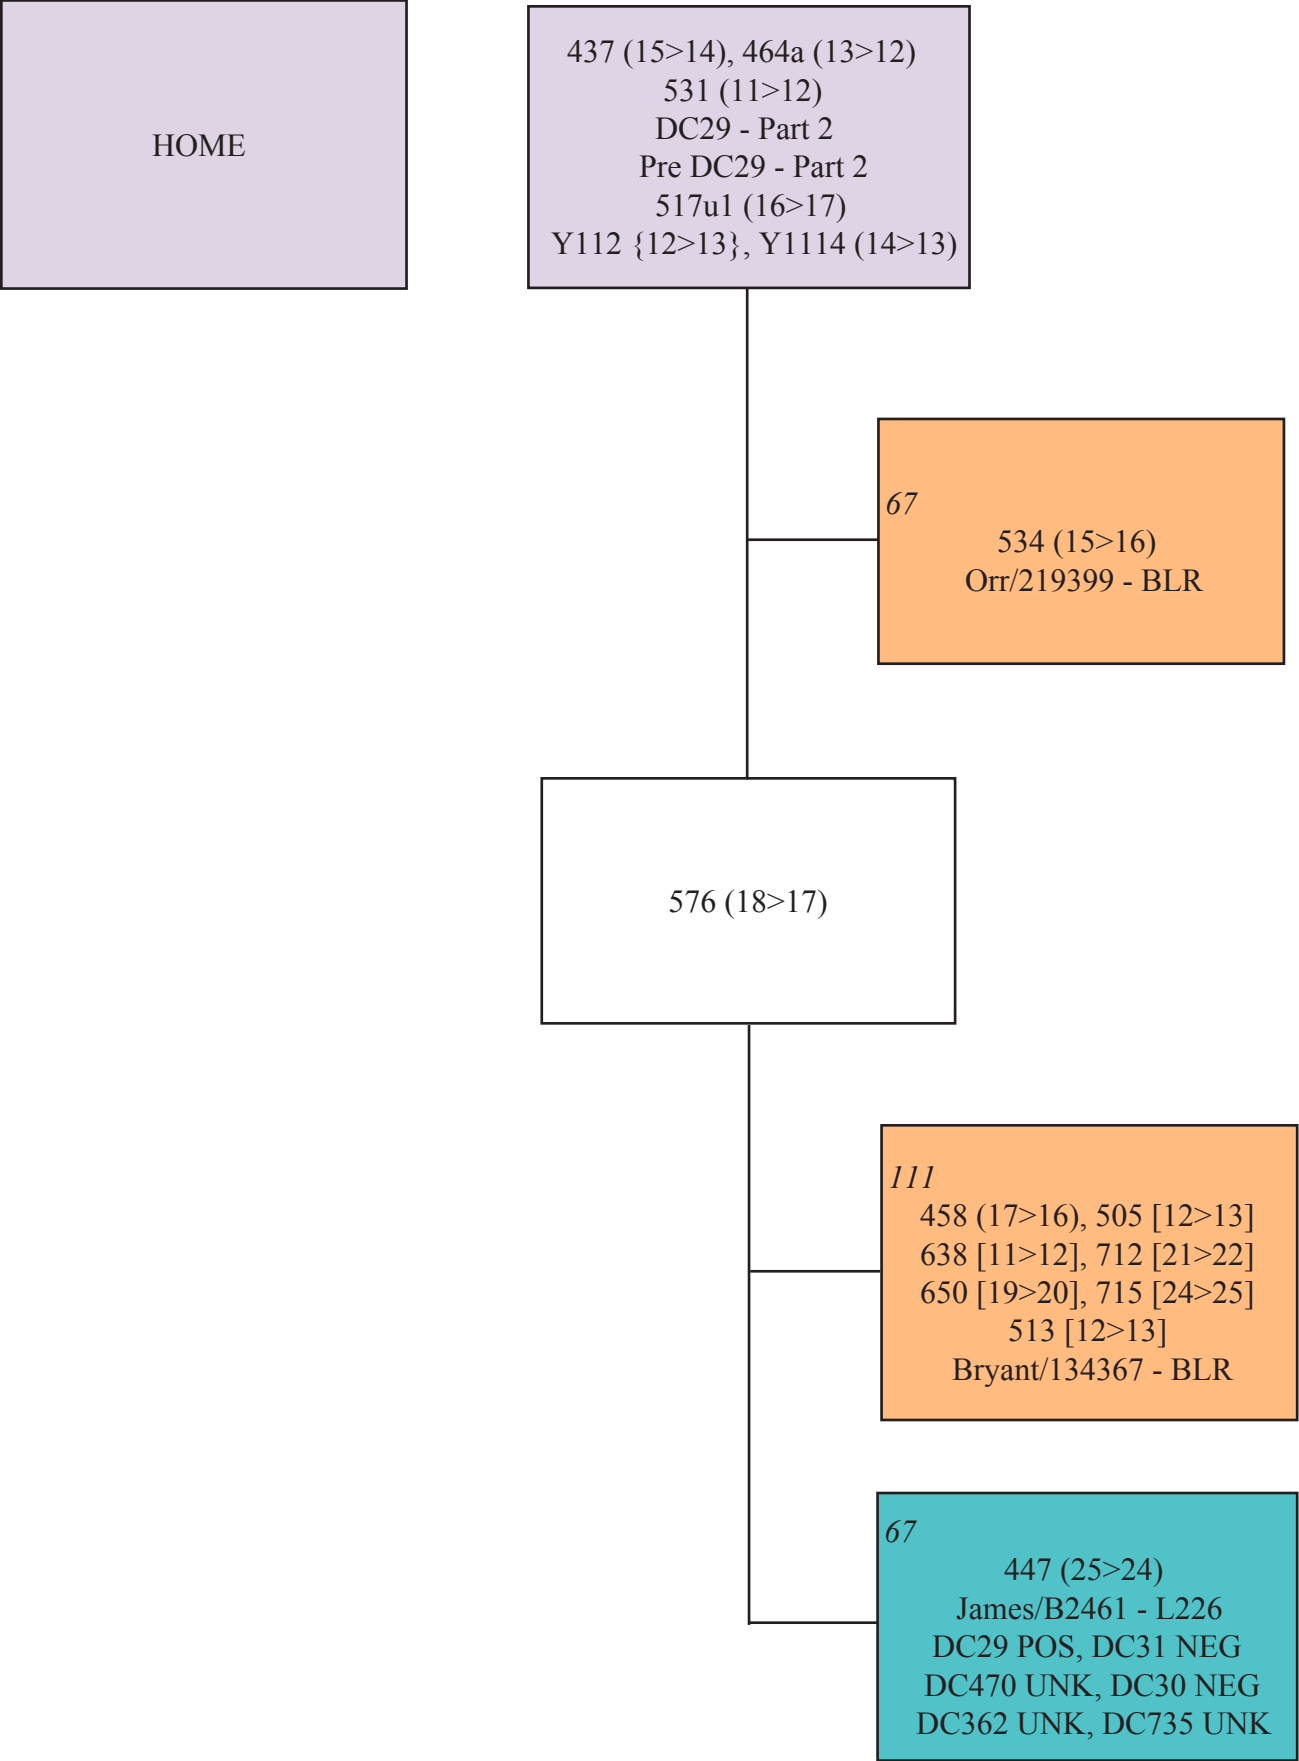 HOME
437 (15>14), 464a (13>12)
531 (11>12)
DC29 - Part 2
Pre DC29 - Part 2
517u1 (16>17)
Y112 {12>13}, Y1114 (14>13)
67
534 (15>16)
Orr/219399 - BLR
576 (18>17)
111
458 (17>16), 505 [12>13]
638 [11>12], 712 [21>22]
650 [19>20], 715 [24>25]
513 [12>13]
Bryant/134367 - BLR
67
447 (25>24)
James/B2461 - L226
DC29 POS, DC31 NEG
DC470 UNK, DC30 NEG
DC362 UNK, DC735 UNK